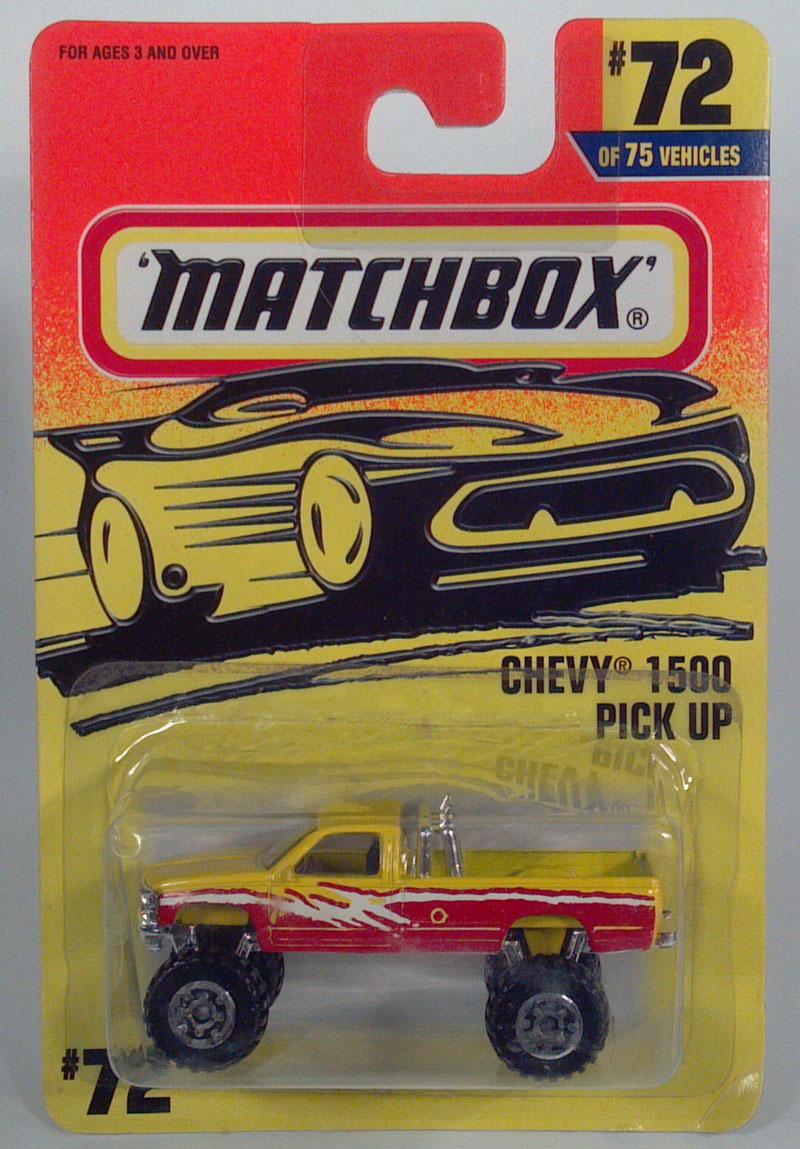 FOR AGES 3 AND OVER
#72
OF 75 VEHICLES
'MATCHBOX'®
CHEVY® 1500
PICK UP
#72